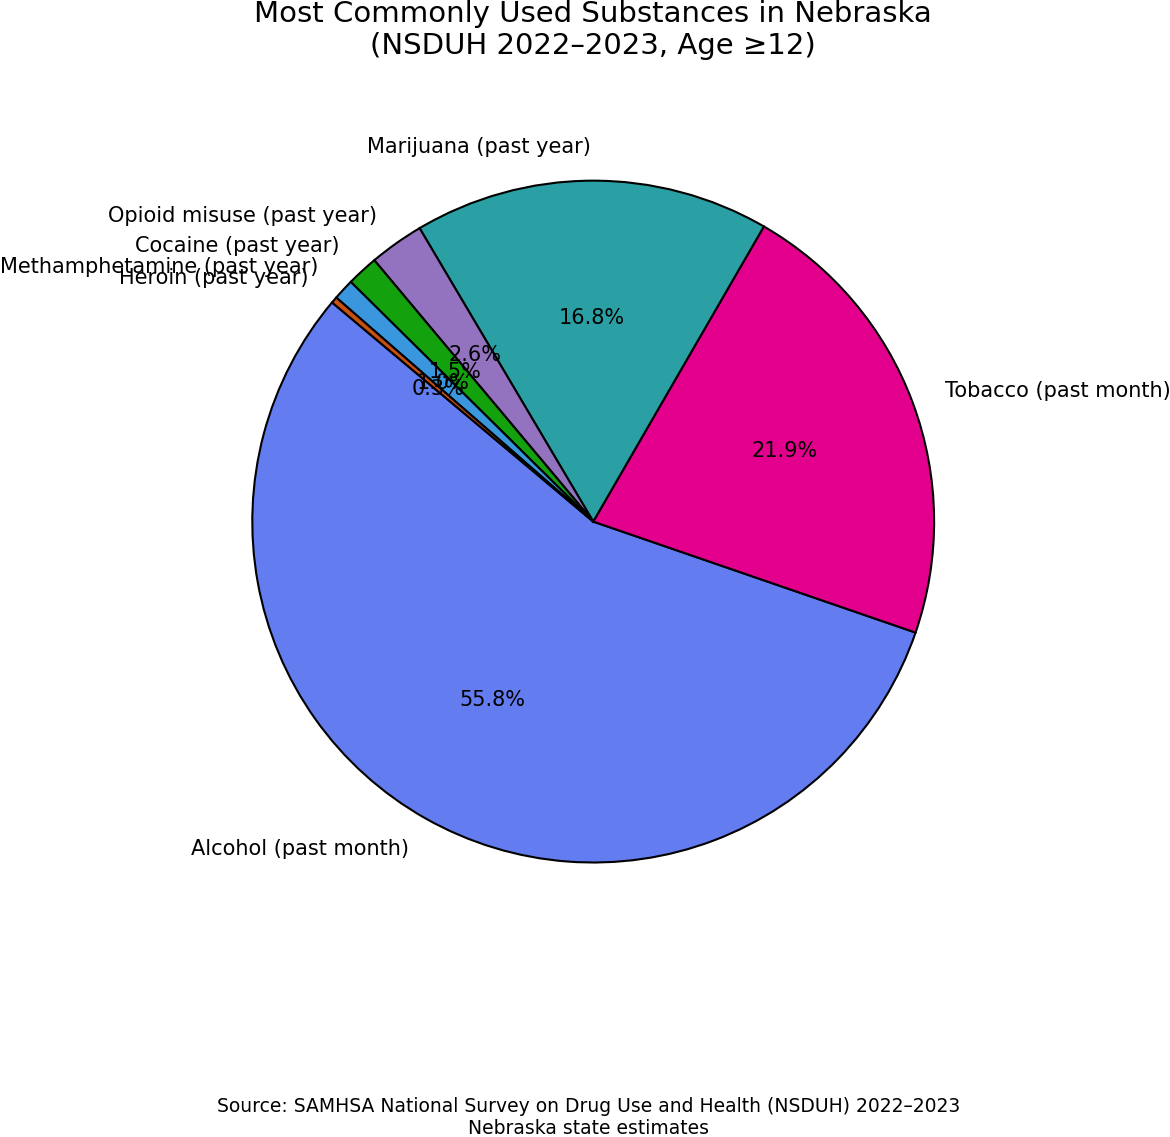 Most Commonly Used Substances in Nebraska
(NSDUH 2022–2023, Age ≥12)
Marijuana (past year)
Opioid misuse (past year)
Cocaine (past year)
Methamphetamine (past year)
Heroin (past year)
16.8%
2.6%
1.5%
Tobacco (past month)
21.9%
55.8%
Alcohol (past month)
Source: SAMHSA National Survey on Drug Use and Health (NSDUH) 2022–2023
Nebraska state estimates